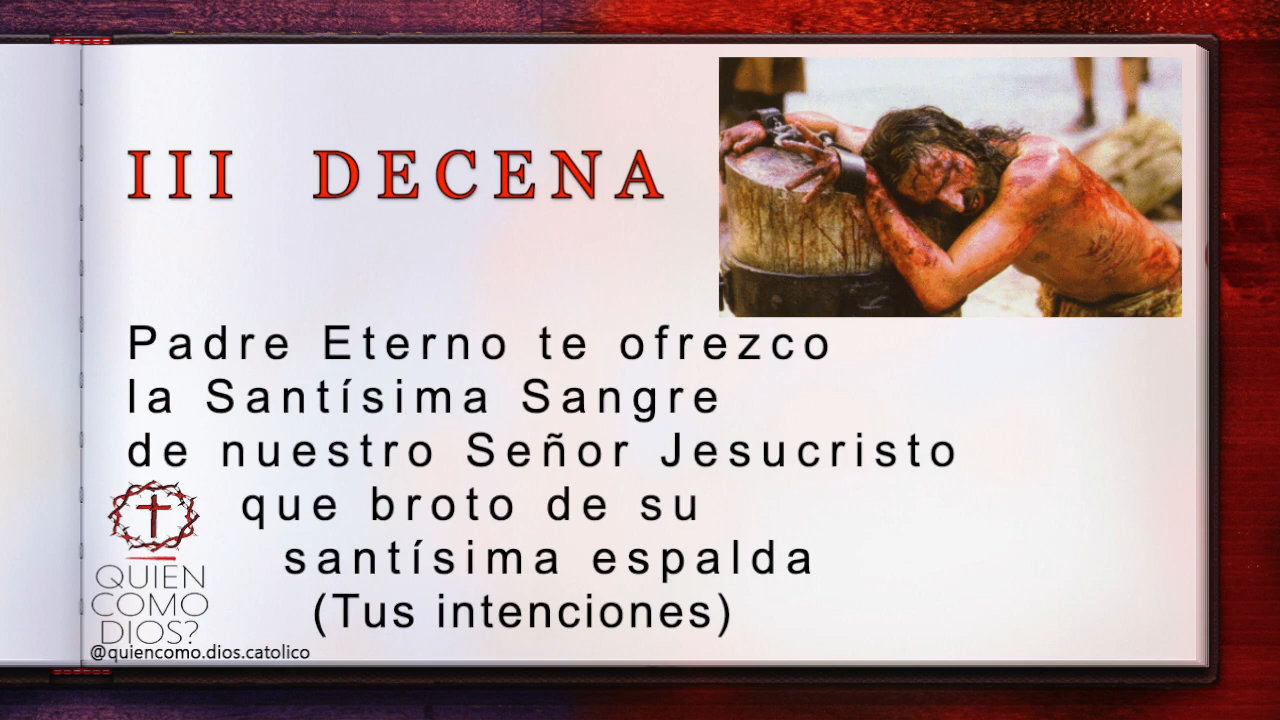 III DECENA
Padre Eterno te ofrezco
la Santísima Sangre
de nuestro Señor Jesucristo
que broto de su
santísima espalda
(Tus intenciones)
QUIEN
COMO
DIOS?
@quiencomo.dios.catolico